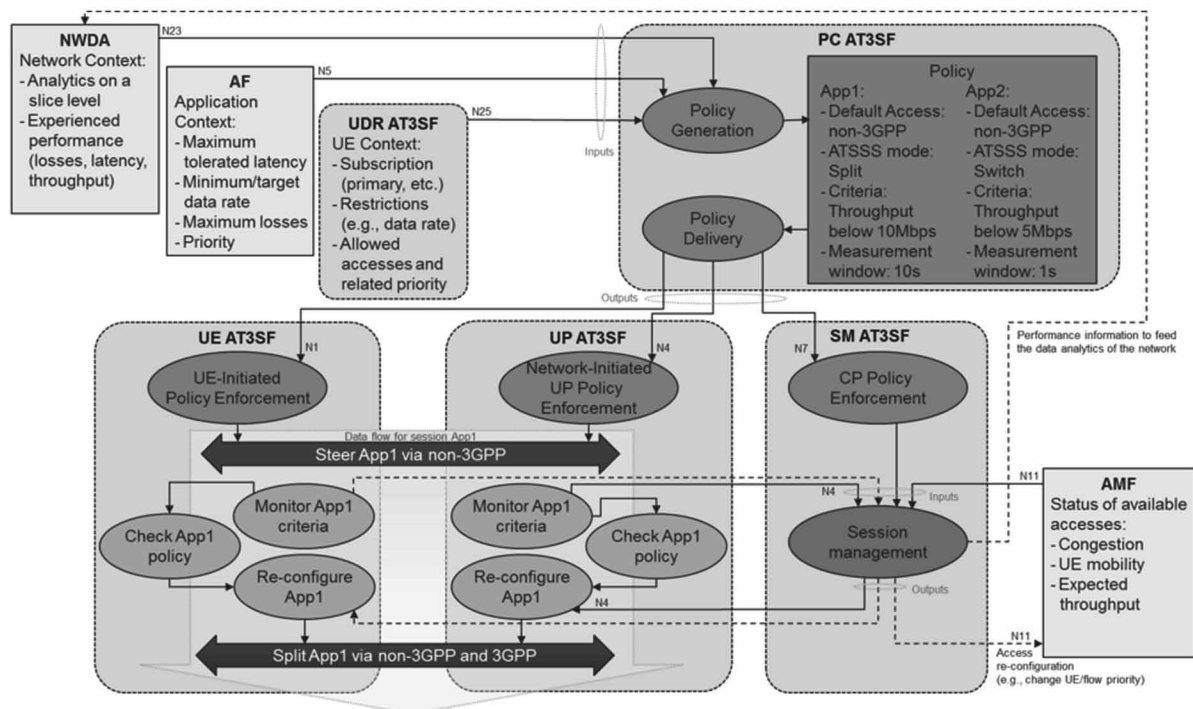 N23
NWDA
Network Context:
- Analytics on a
slice level
- Experienced
performance
(losses, latency,
throughput)
N5
AF
Application
Context:
- Maximum
tolerated latency
- Minimum/target
data rate
- Maximum losses
- Priority
N25
UDR AT3SF
UE Context:
- Subscription
(primary, etc.)
- Restrictions
(e.g., data rate)
- Allowed
accesses and
related priority
Inputs
PC AT3SF
Policy
Generation
Policy
Delivery
Policy
App1:
- Default Access:
non-3GPP
- ATSSS mode:
Split
- Criteria:
Throughput
below 10Mbps
- Measurement
window: 10s
App2:
- Default Access:
non-3GPP
- ATSSS mode:
Switch
- Criteria:
Throughput
below 5Mbps
- Measurement
window: 1s
Outputs
UE AT3SF
N1
UE-Initiated
Policy Enforcement
UP AT3SF
N4
Network-Initiated
UP Policy
Enforcement
SM AT3SF
N7
CP Policy
Enforcement
Performance information to feed
the data analytics of the network
Data flow for session App1
Steer App1 via non-3GPP
Monitor App1
criteria
Check App1
policy
Re-configure
App1
Monitor App1
criteria
Check App1
policy
Re-configure
App1
N4
Inputs
N11
Session
management
Outputs
N4
AMF
Status of available
accesses:
- Congestion
- UE mobility
- Expected
throughput
N11
Access
re-configuration
(e.g., change UE/flow priority)
Split App1 via non-3GPP and 3GPP